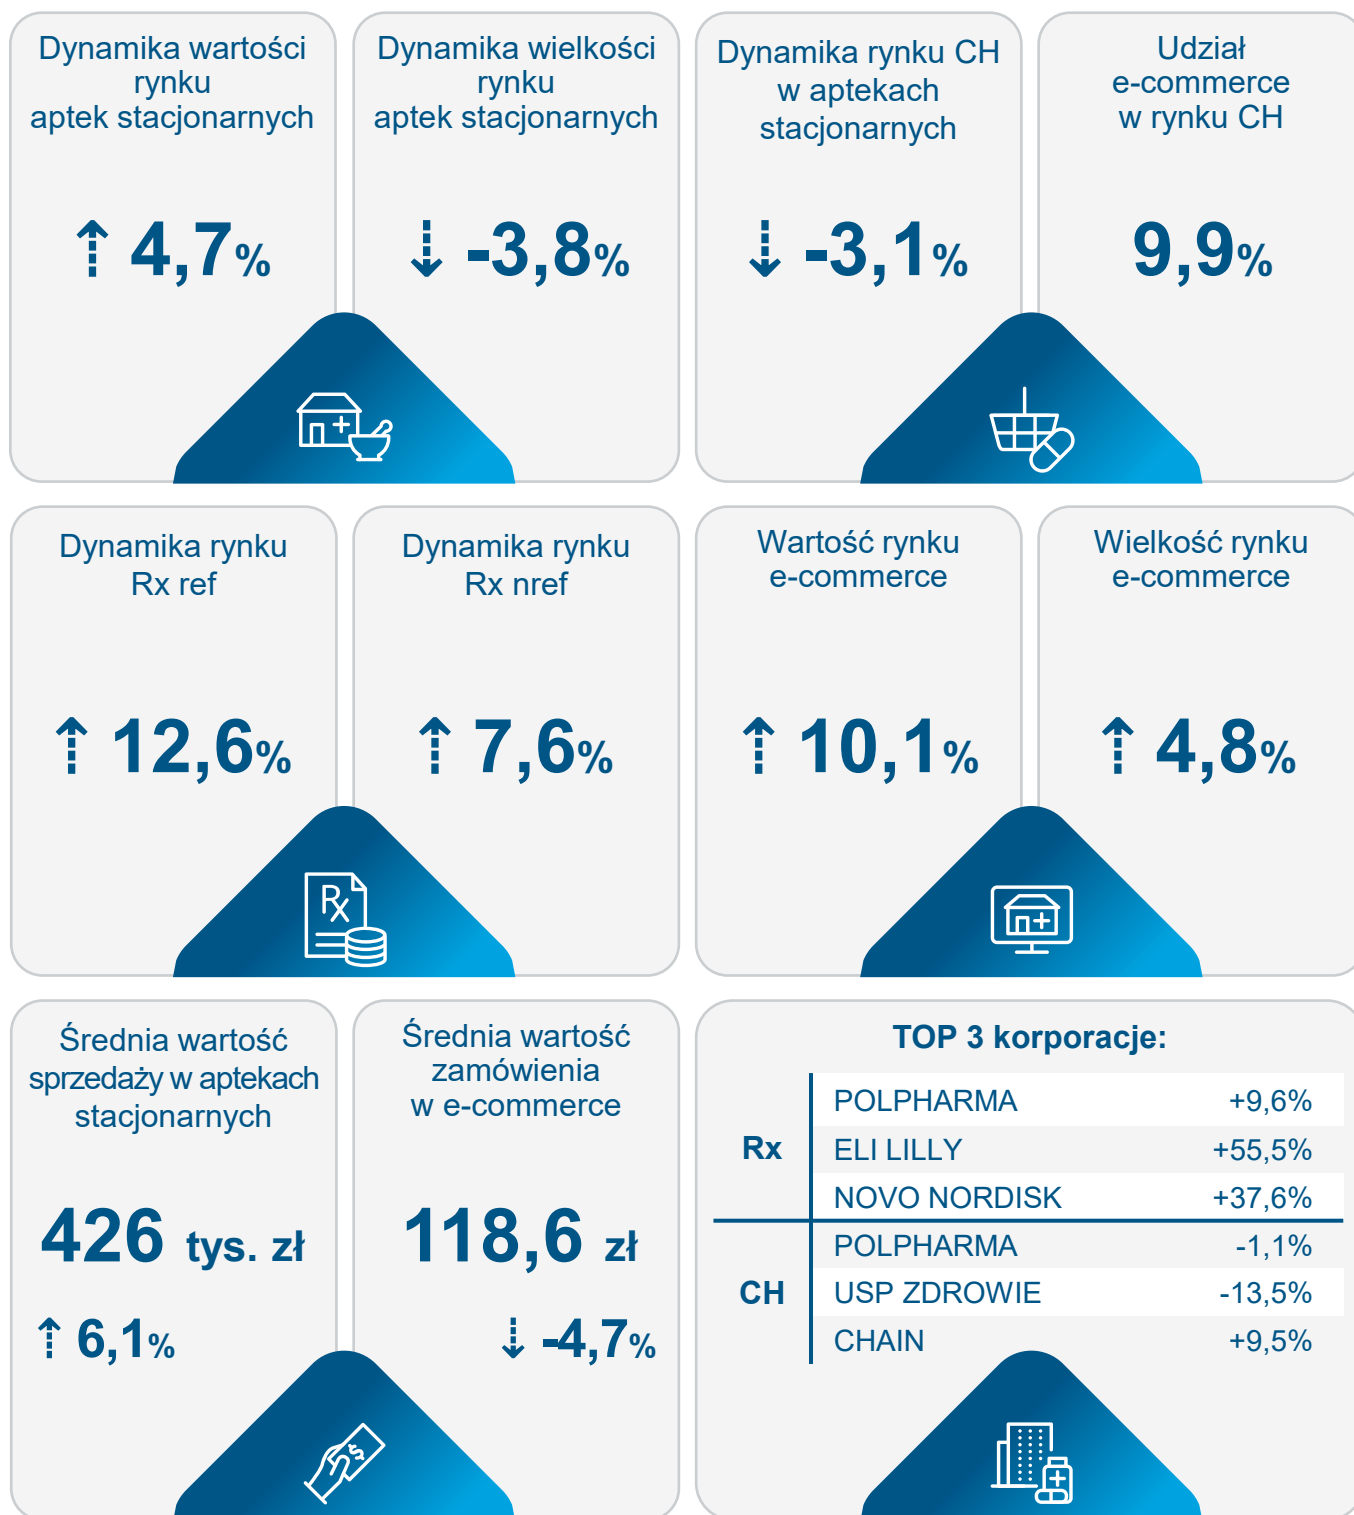 Dynamika wartości
rynku
aptek stacjonarnych
4,7%
Dynamika wielkości
rynku
aptek stacjonarnych
-3,8%
Dynamika rynku CH
w aptekach
stacjonarnych
-3,1%
Udział
e-commerce
w rynku CH
9,9%
Dynamika rynku
Rx ref
12,6%
Dynamika rynku
Rx nref
7,6%
Wartość rynku
e-commerce
10,1%
Wielkość rynku
e-commerce
4,8%
Rx
Średnia wartość
sprzedaży w aptekach
stacjonarnych
426 tys. zł
6,1%
Średnia wartość
zamówienia
w e-commerce
118,6 zł
-4,7%
$
TOP 3 korporacje:
Rx
POLPHARMA +9,6%
ELI LILLY +55,5%
NOVO NORDISK +37,6%
CH
POLPHARMA -1,1%
USP ZDROWIE -13,5%
CHAIN +9,5%